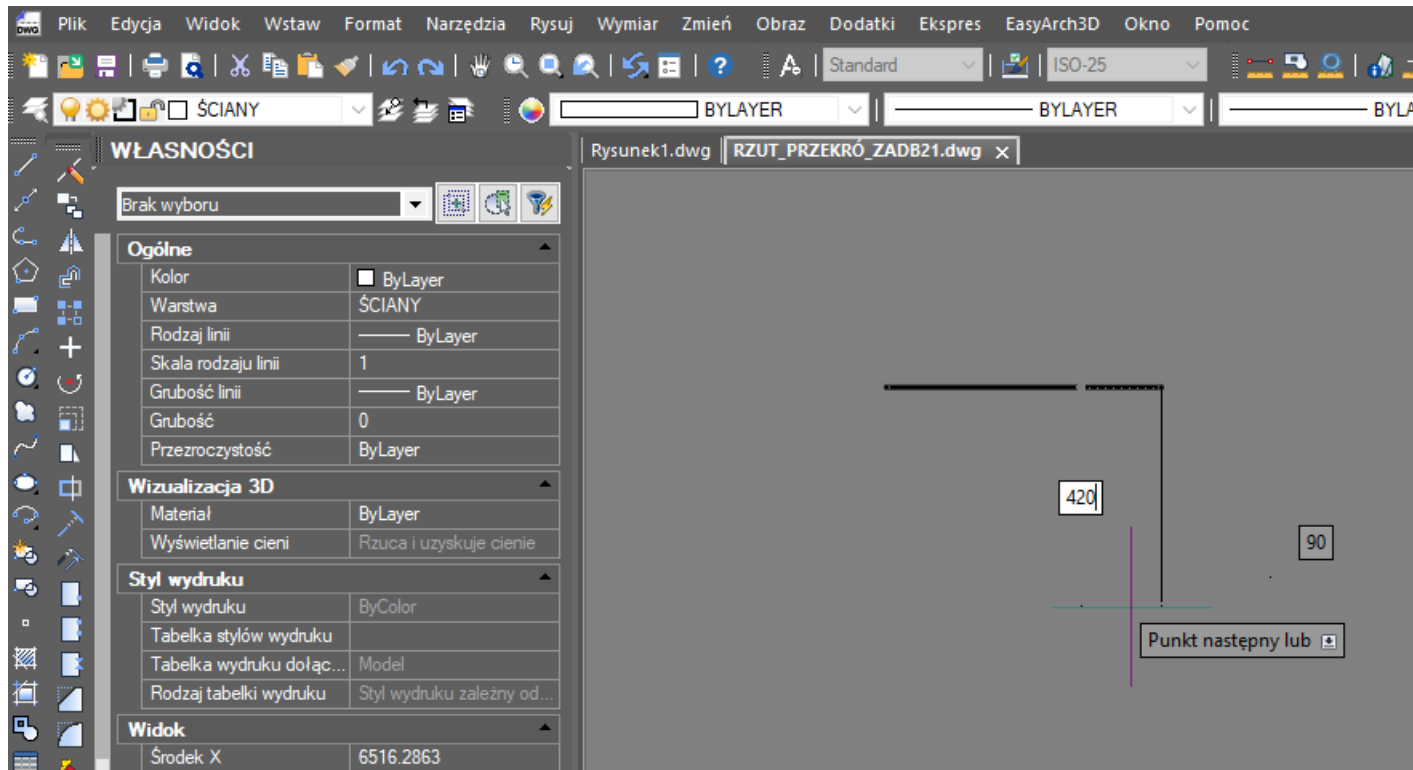 DWG Plik Edycja Widok Wstaw Format Narzędzia Rysuj Wymiar Zmień Obraz Dodatki Ekspres EasyArch3D Okno Pomoc
Standard ISO-25
ŚCIANY BYLAYER BYLAYER BYLA
WŁASNOŚCI
Rysunek1.dwg RZUT_PRZEKRÓ_ZADB21.dwg
Brak wyboru
Ogólne
Kolor ByLayer
Warstwa ŚCIANY
Rodzaj linii ByLayer
Skala rodzaju linii 1
Grubość linii ByLayer
Grubość 0
Przezroczystość ByLayer
Wizualizacja 3D
Materiał ByLayer
Wyświetlanie cieni Rzuca i uzyskuje cienie
Styl wydruku
Styl wydruku ByColor
Tabelka stylów wydruku
Tabelka wydruku dołąc... Model
Rodzaj tabelki wydruku Styl wydruku zależny od...
Widok
Środek X 6516.2863
420
90
Punkt następny lub